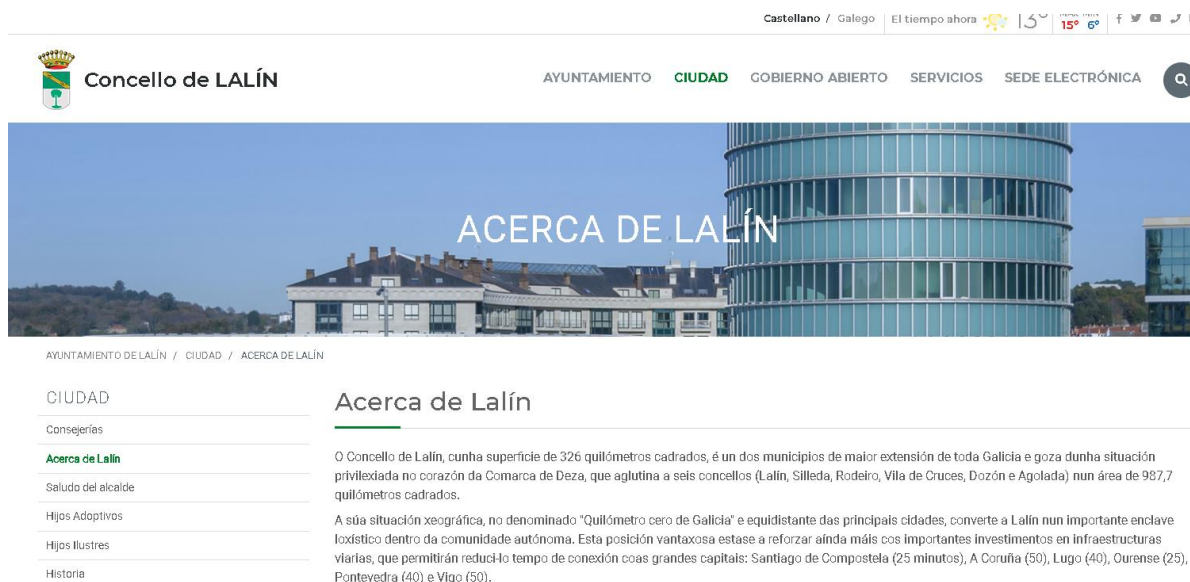 Castellano / Galego El tiempo ahora 13°
15° 6°
Concello de LALÍN
AYUNTAMIENTO CIUDAD GOBIERNO ABIERTO SERVICIOS SEDE ELECTRÓNICA
ACERCA DE LALÍN
AYUNTAMIENTO DE LALÍN / CIUDAD / ACERCA DE LALÍN
CIUDAD
Consejerías
Acerca de Lalín
Saludo del alcalde
Hijos Adoptivos
Hijos Ilustres
Historia
Acerca de Lalín
O Concello de Lalín, cunha superficie de 326 quilómetros cadrados, é un dos municipios de maior extensión de toda Galicia e goza dunha situación
privilexiada no corazón da Comarca de Deza, que aglutina a seis concellos (Lalín, Silleda, Rodeiro, Vila de Cruces, Dozón e Agolada) nun área de 987,7
quilómetros cadrados.
A súa situación xeográfica, no denominado "Quilómetro cero de Galicia" e equidistante das principais cidades, converte a Lalín nun importante enclave
loxístico dentro da comunidade autónoma. Esta posición vantaxosa estase a reforzar aínda máis cos importantes investimentos en infraestructuras
viarias, que permitirán reduci-lo tempo de conexión coas grandes capitais: Santiago de Compostela (25 minutos), A Coruña (50), Lugo (40), Ourense (25),
Pontevedra (40) e Vigo (50).